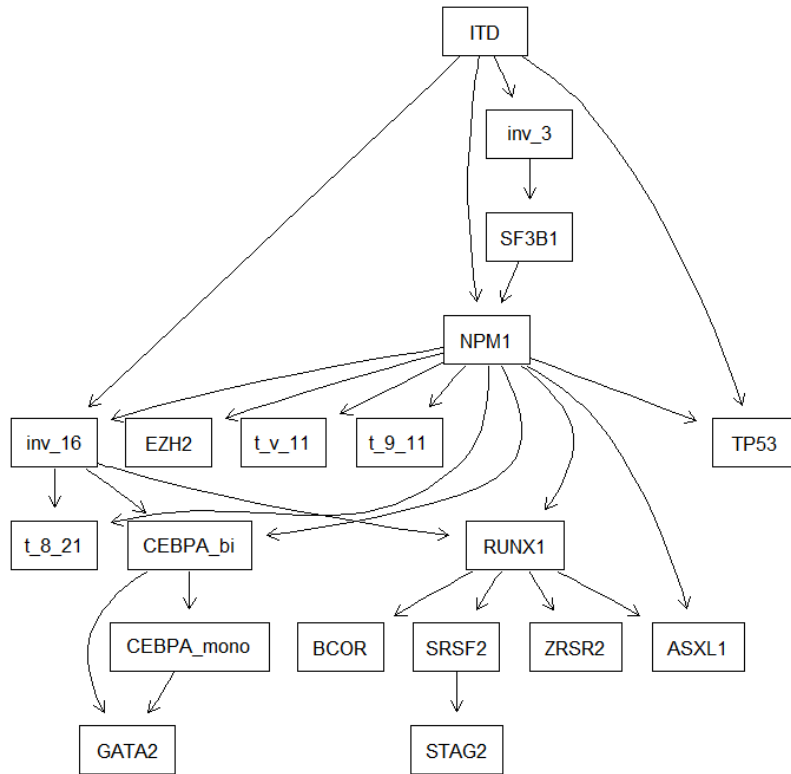 ITD
inv_3
SF3B1
NPM1
inv_16
EZH2
t_v_11
t_9_11
TP53
t_8_21
CEBPA_bi
RUNX1
CEBPA_mono
BCOR
SRSF2
ZRSR2
ASXL1
GATA2
STAG2